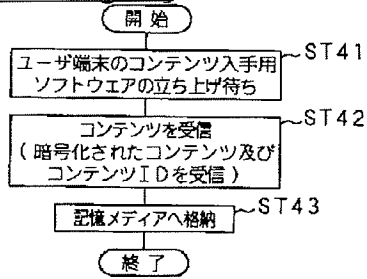 開始
ST41
ユーザ端末のコンテンツ入手用
ソフトウェアの立ち上げ待ち
ST42
コンテンツを受信
(暗号化されたコンテンツ及び
コンテンツIDを受信)
ST43
記憶メディアへ格納
終了